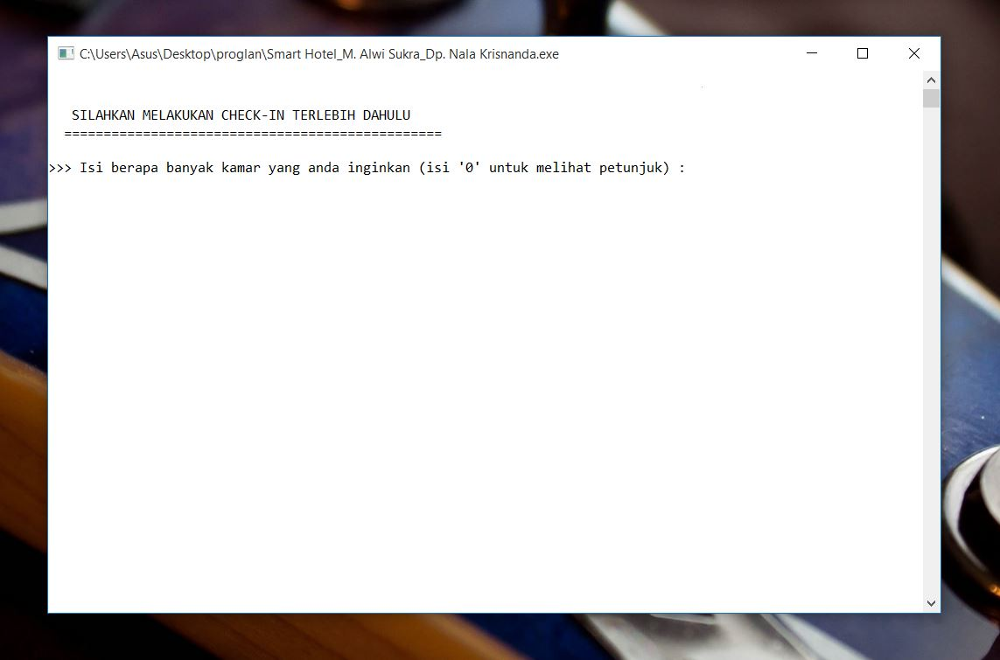 C:\Users\Asus\Desktop\proglan\Smart Hotel_M. Alwi Sukra_Dp. Nala Krisnanda.exe
SILAHKAN MELAKUKAN CHECK-IN TERLEBIH DAHULU
================================================
>>> Isi berapa banyak kamar yang anda inginkan (isi '0' untuk melihat petunjuk) :